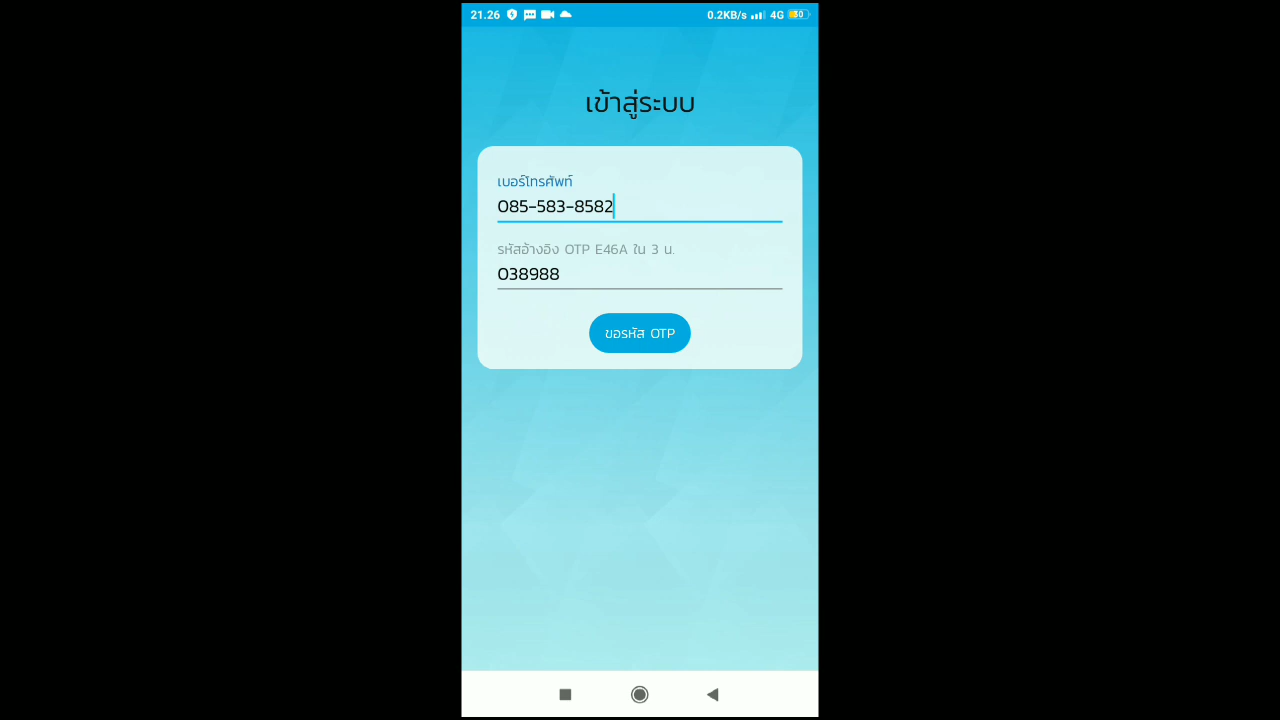 21.26 0.2KB/s 4G 30
เข้าสู่ระบบ
เบอร์โทรศัพท์
085-583-8582
รหัสอ้างอิง OTP E46A ใน 3 น.
038988
ขอรหัส OTP